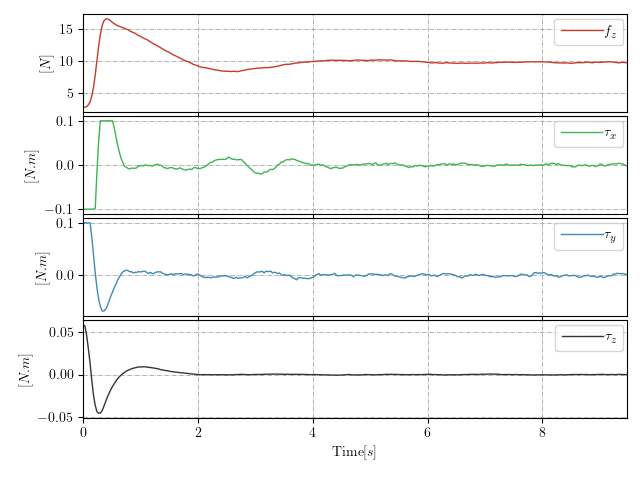 15
10
5
[N]
f_z
0.1
0.0
−0.1
[N.m]
τ_x
0.1
0.0
[N.m]
τ_y
0.05
0.00
−0.05
[N.m]
τ_z
0 2 4 6 8
Time[s]